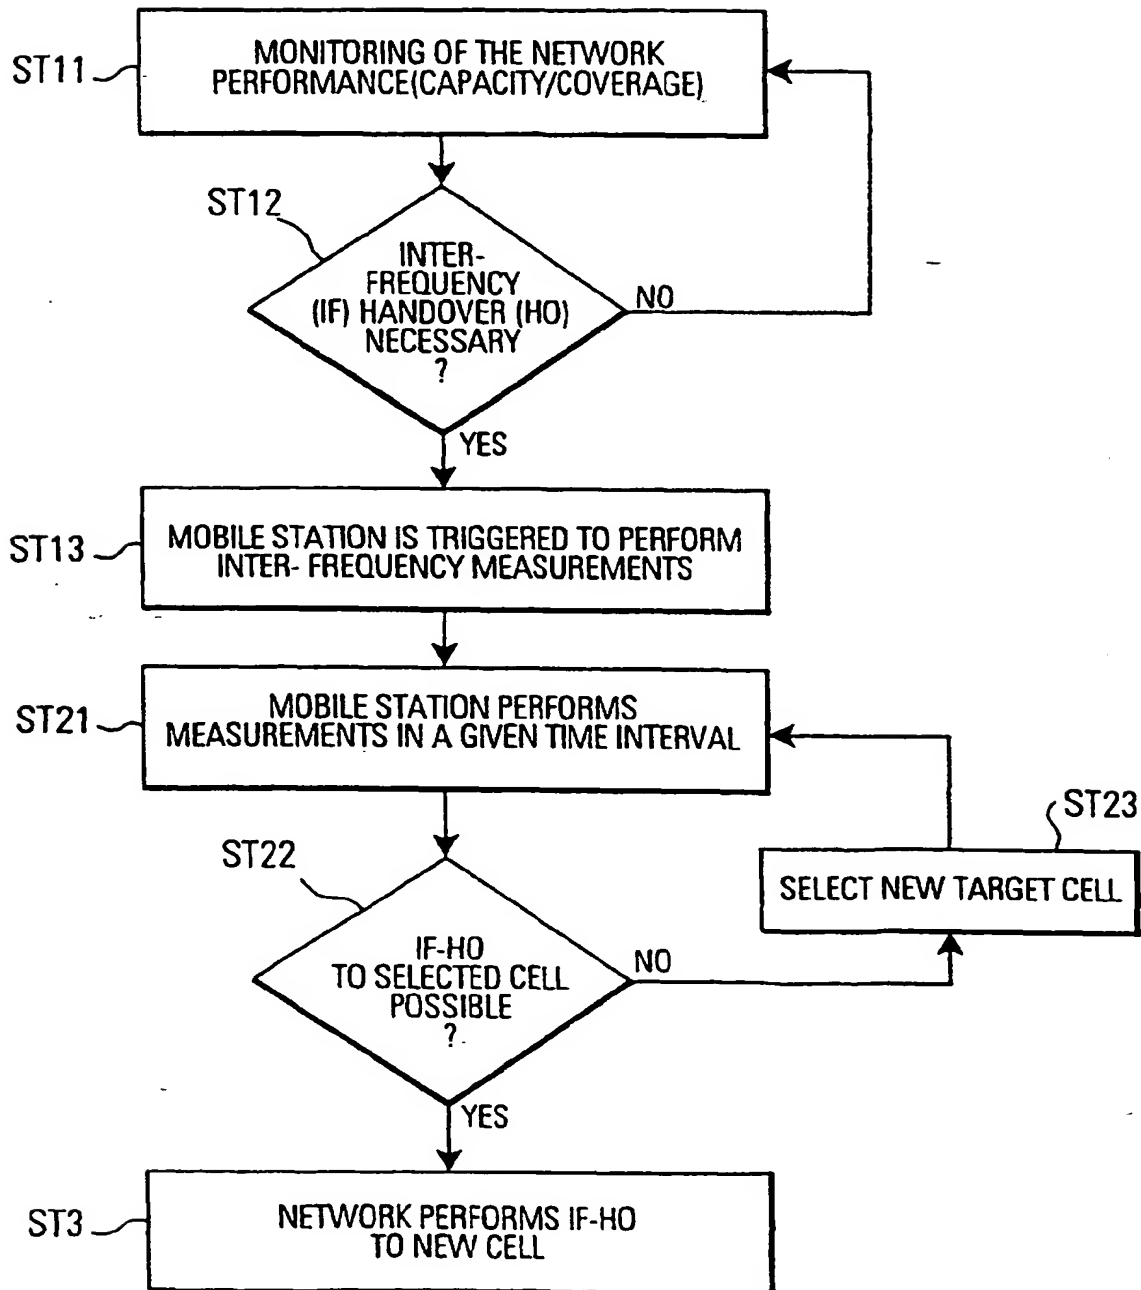 ST11
MONITORING OF THE NETWORK
PERFORMANCE(CAPACITY/COVERAGE)
ST12
INTER-
FREQUENCY
(IF) HANDOVER (HO)
NECESSARY
?
NO
YES
ST13
MOBILE STATION IS TRIGGERED TO PERFORM
INTER- FREQUENCY MEASUREMENTS
ST21
MOBILE STATION PERFORMS
MEASUREMENTS IN A GIVEN TIME INTERVAL
ST23
SELECT NEW TARGET CELL
ST22
IF-HO
TO SELECTED CELL
POSSIBLE
?
NO
YES
ST3
NETWORK PERFORMS IF-HO
TO NEW CELL